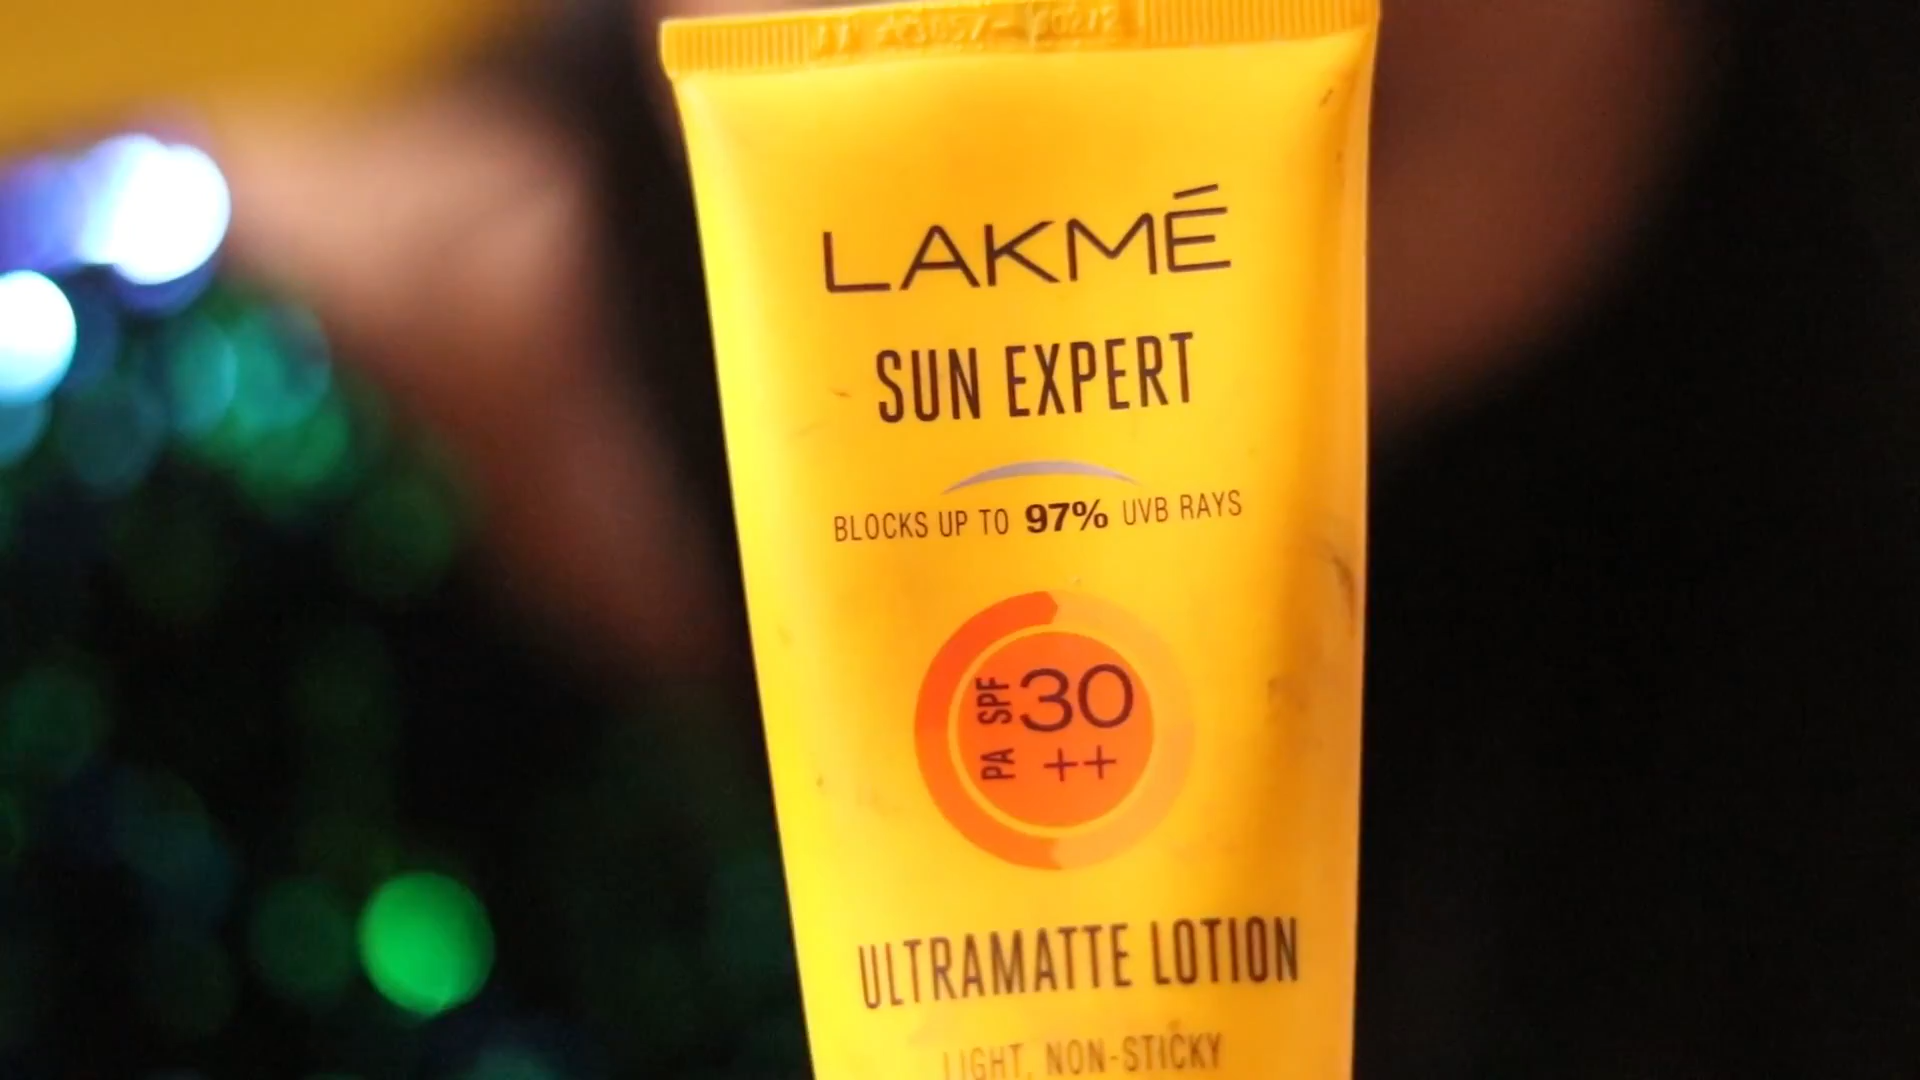 LAKMÉ
SUN EXPERT
BLOCKS UP TO 97% UVB RAYS
SPF 30
PA ++
ULTRAMATTE LOTION
LIGHT, NON-STICKY